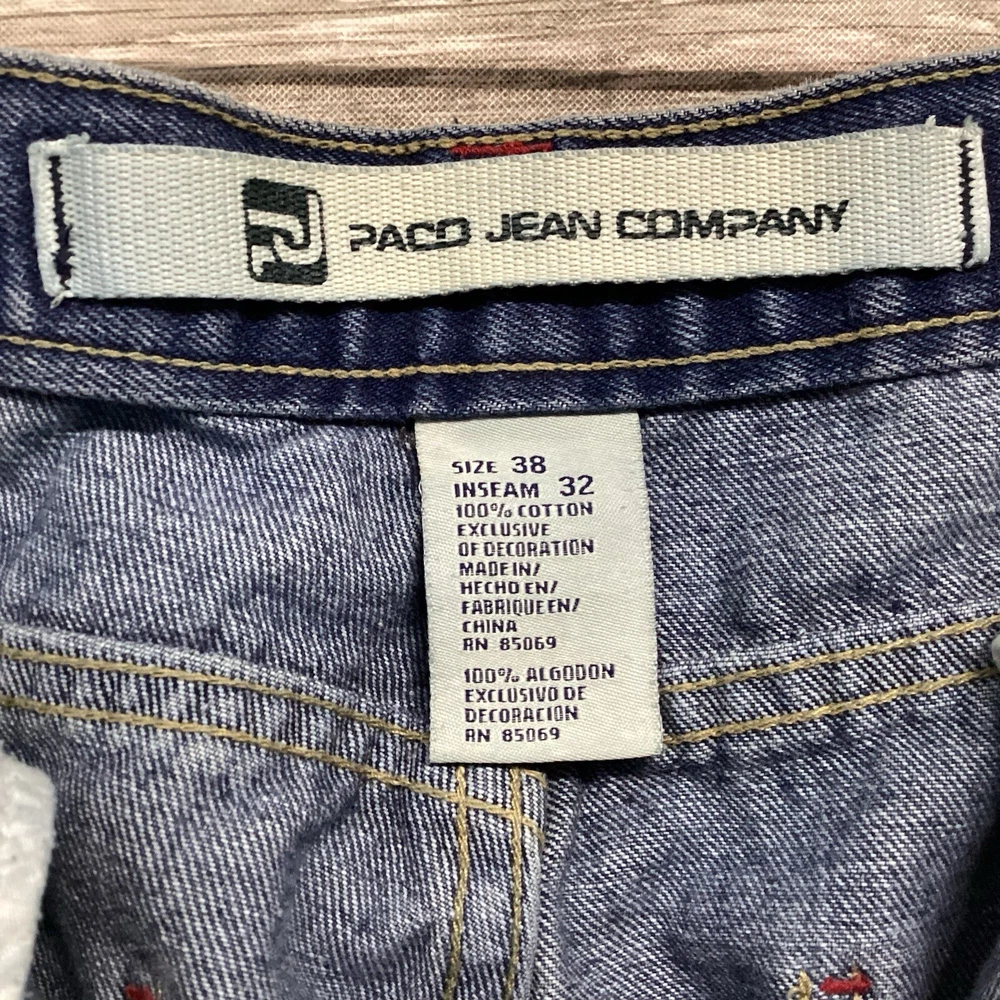 PACO JEAN COMPANY
SIZE 38
INSEAM 32
100% COTTON
EXCLUSIVE
OF DECORATION
MADE IN/
HECHO EN/
FABRIQUE EN/
CHINA
RN 85069
100% ALGODON
EXCLUSIVO DE
DECORACION
RN 85069